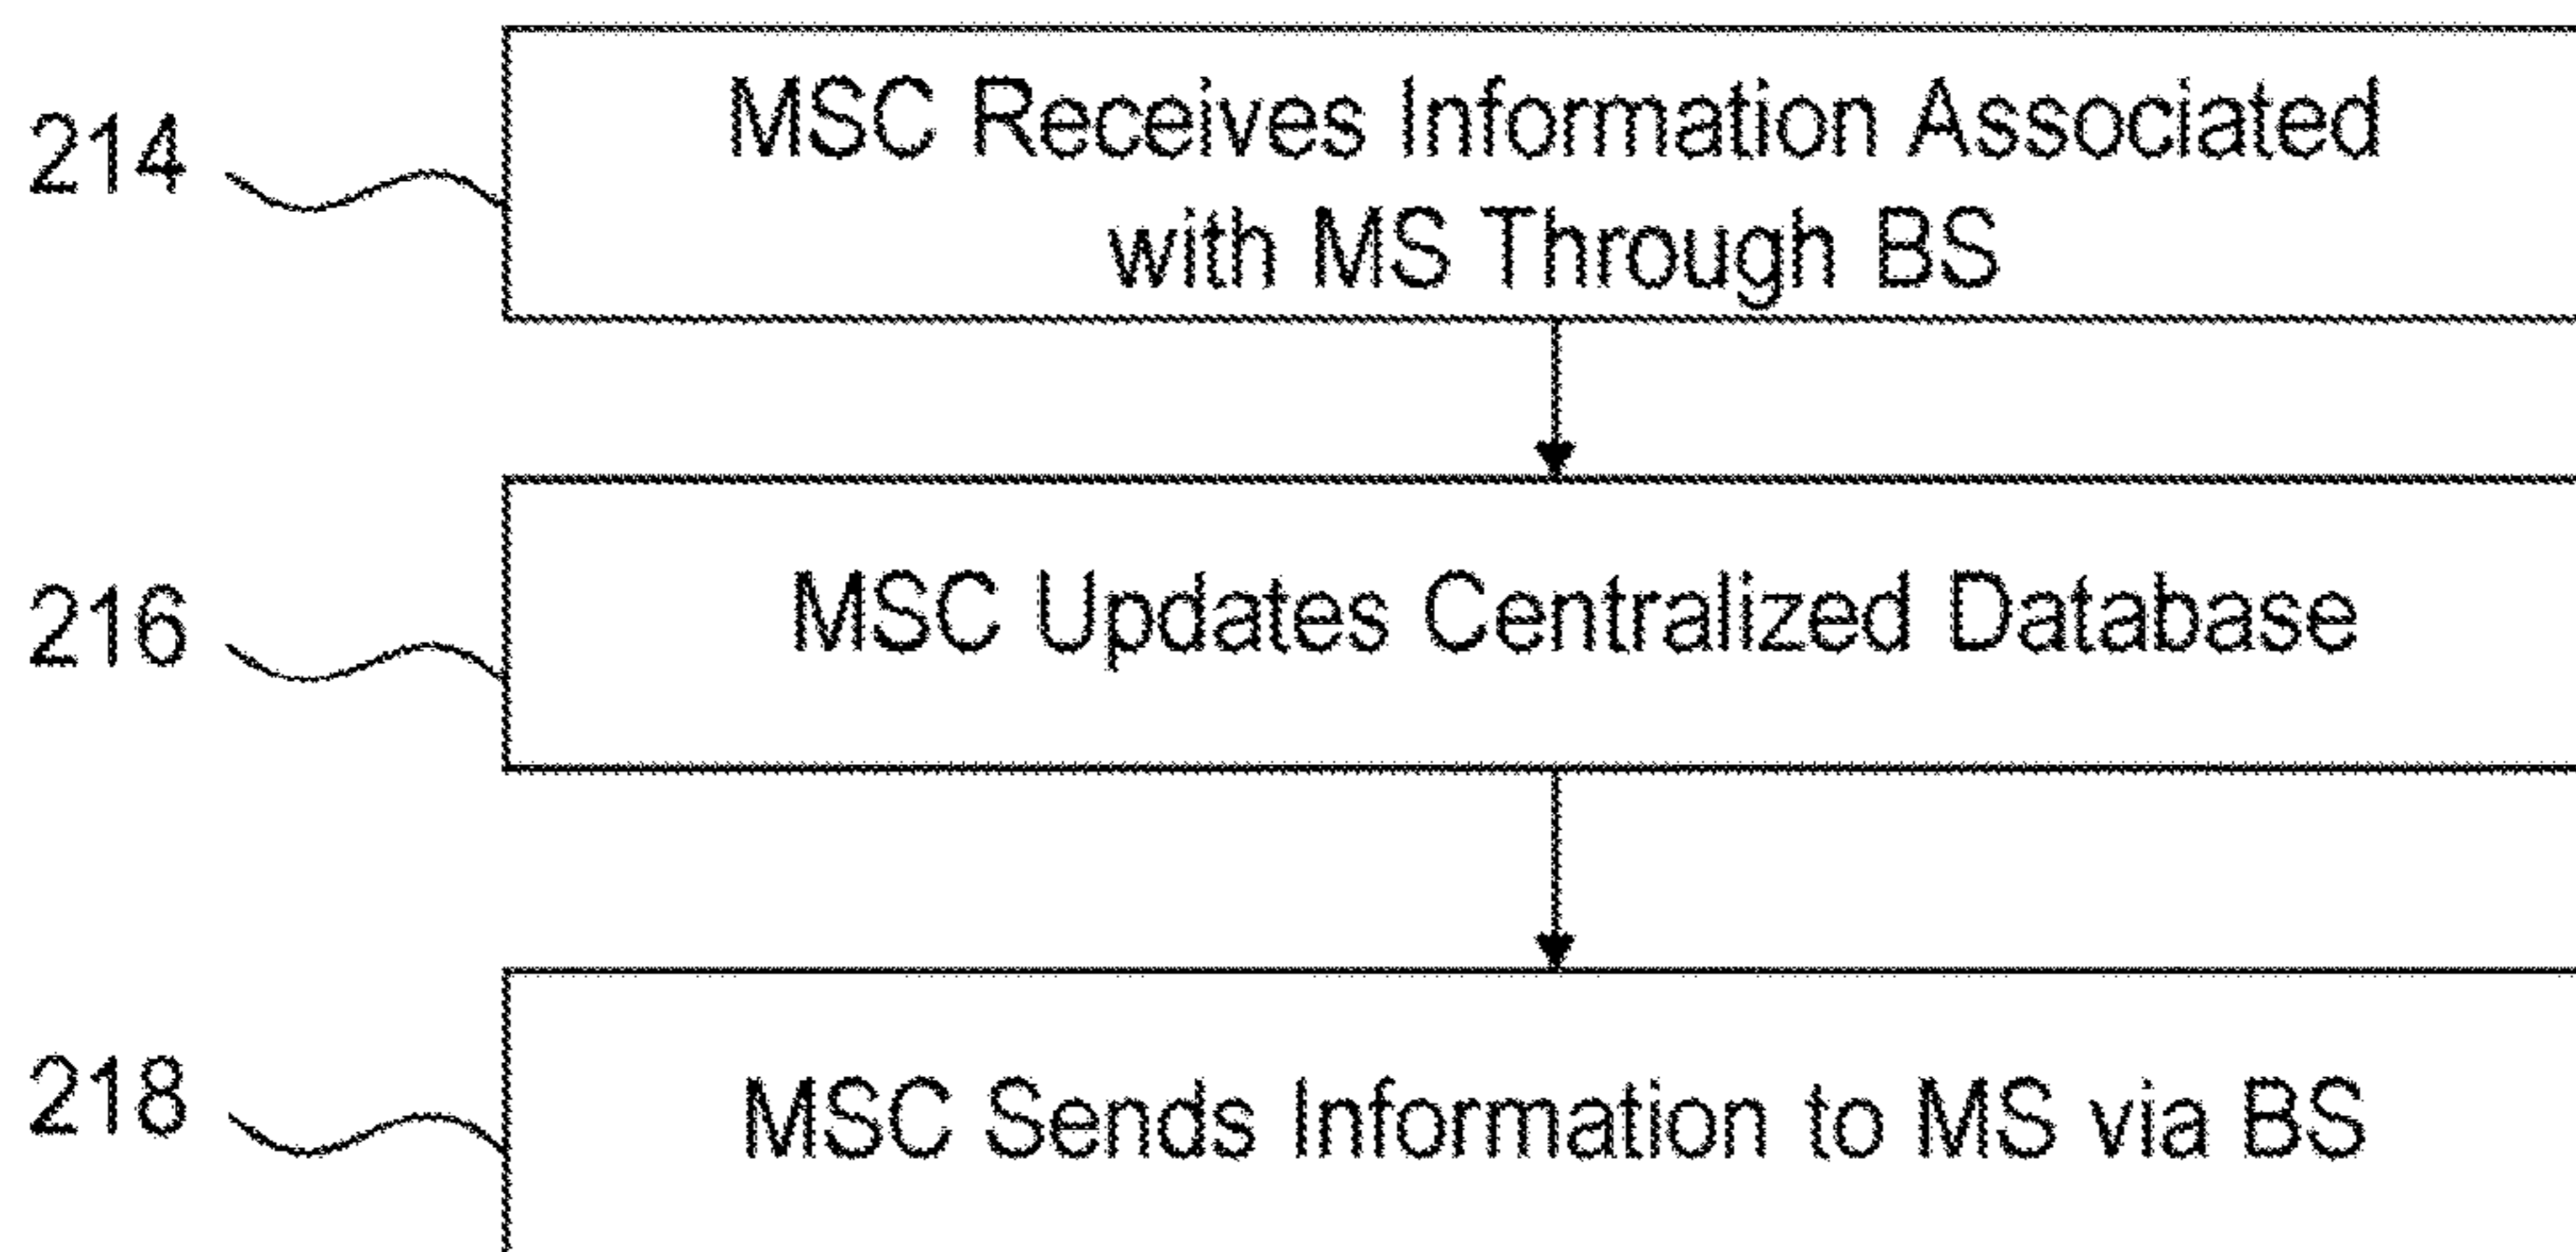 214
MSC Receives Information Associated
with MS Through BS
216
MSC Updates Centralized Database
218
MSC Sends Information to MS via BS